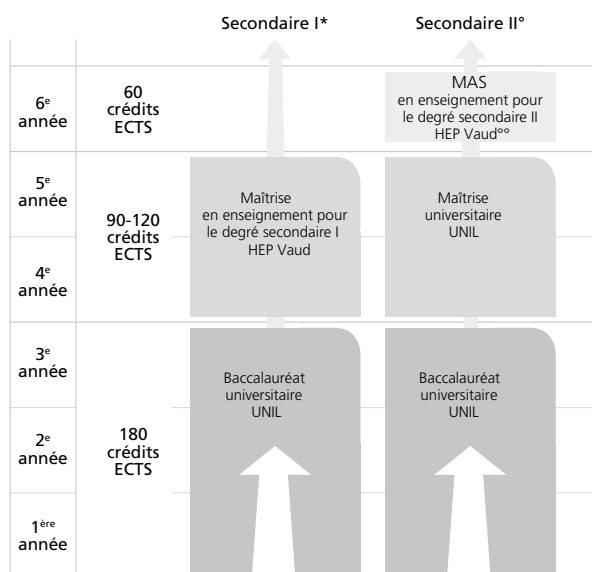 Secondaire I*
Secondaire II°
6e
année
60
crédits
ECTS
MAS
en enseignement pour
le degré secondaire II
HEP Vaud°°
5e
année
90-120
crédits
ECTS
Maîtrise
en enseignement pour
le degré secondaire I
HEP Vaud
Maîtrise
universitaire
UNIL
4e
année
3e
année
Baccalauréat
universitaire
UNIL
Baccalauréat
universitaire
UNIL
2e
année
180
crédits
ECTS
1ère
année